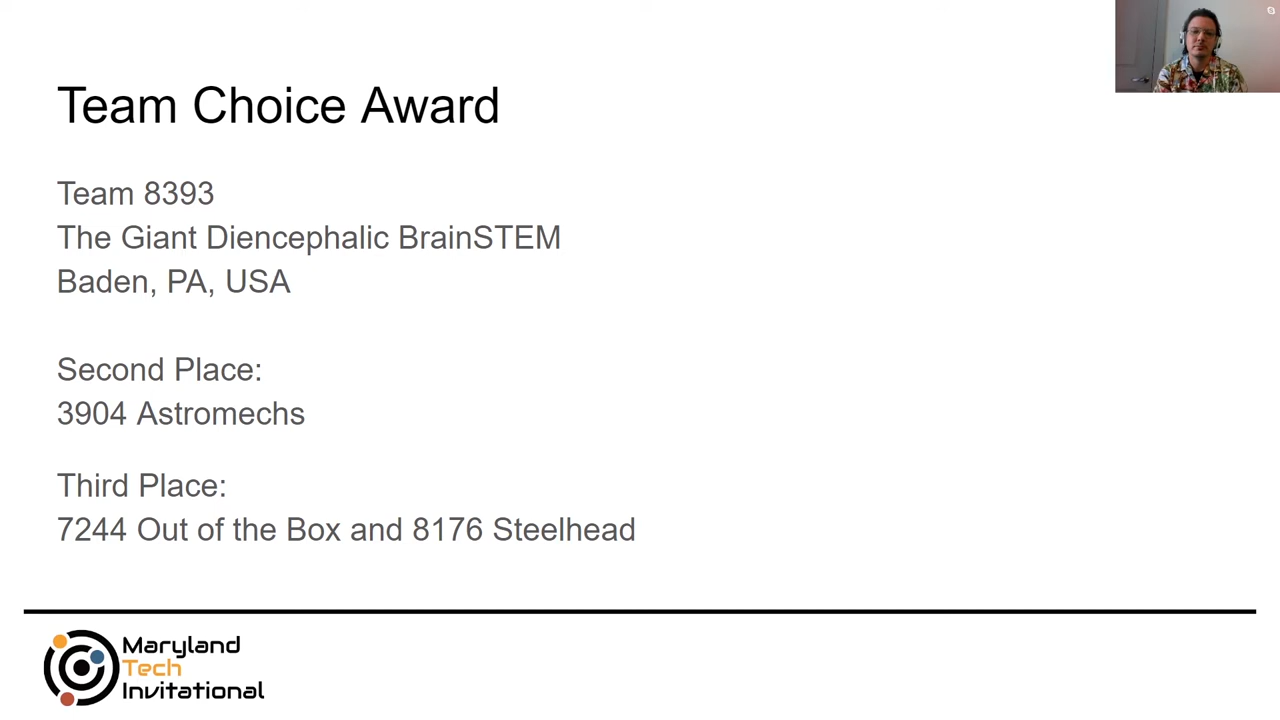 Team Choice Award
Team 8393
The Giant Diencephalic BrainSTEM
Baden, PA, USA
Second Place:
3904 Astromechs
Third Place:
7244 Out of the Box and 8176 Steelhead
Maryland
Tech
Invitational